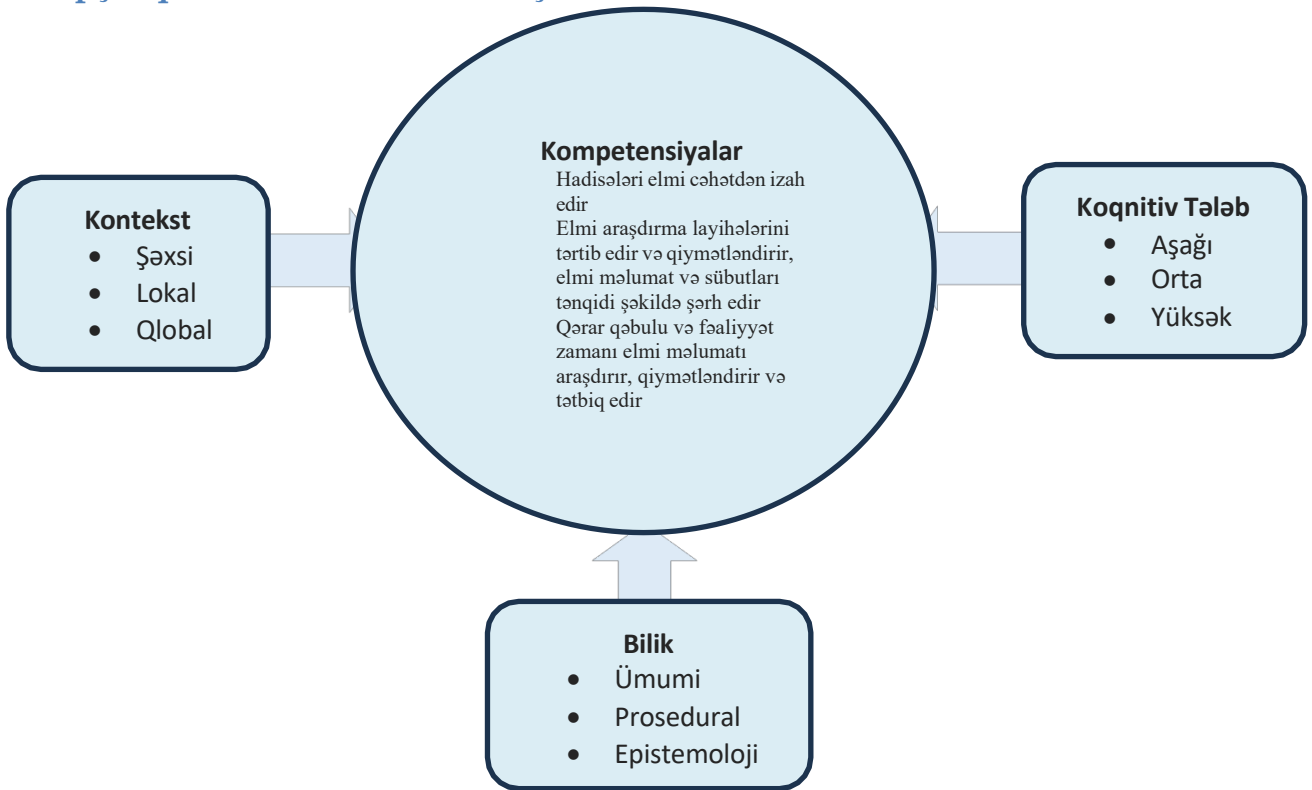 Kompetensiyalar
Hadisələri elmi cəhətdən izah
edir
Elmi araşdırma layihələrini
tərtib edir və qiymətləndirir,
elmi məlumat və sübutları
tənqidi şəkildə şərh edir
Qərar qəbulu və fəaliyyət
zamanı elmi məlumatı
araşdırır, qiymətləndirir və
tətbiq edir
Kontekst
• Şəxsi
• Lokal
• Qlobal
Koqnitiv Tələb
• Aşağı
• Orta
• Yüksək
Bilik
• Ümumi
• Prosedural
• Epistemoloji